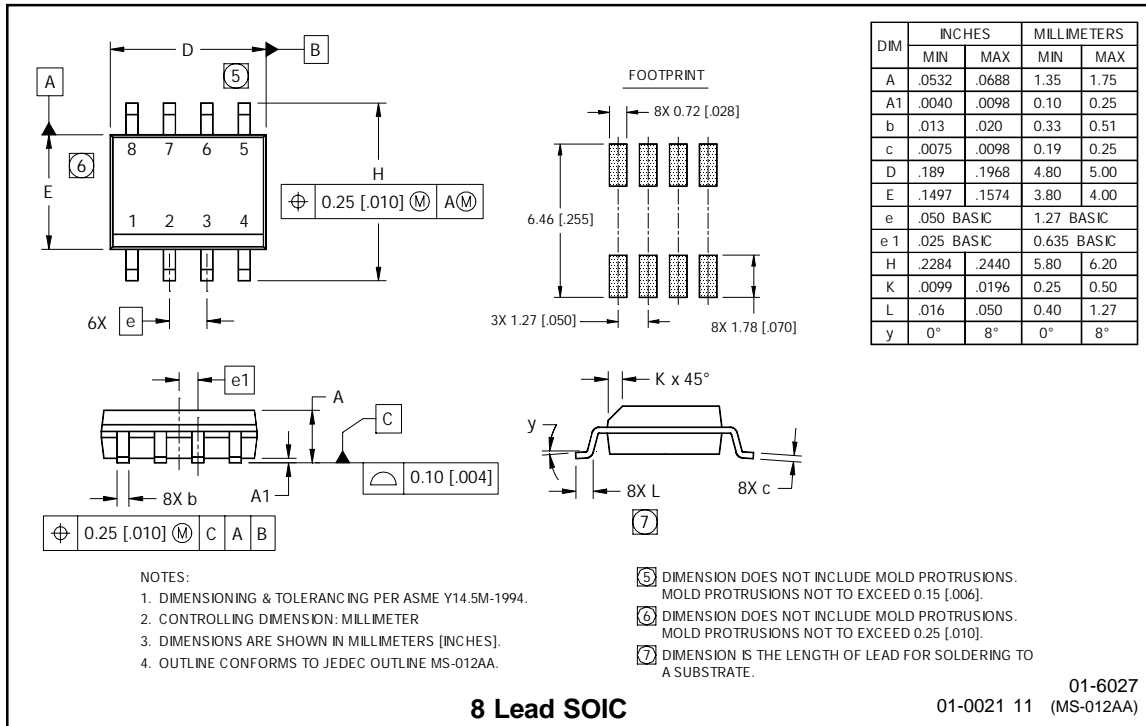 D
B
5
A
8 7 6 5
6
E
H
⌖ 0.25 [.010] Ⓜ AⓂ
1 2 3 4
6X e
FOOTPRINT
8X 0.72 [.028]
6.46 [.255]
3X 1.27 [.050]
8X 1.78 [.070]
DIM INCHES MILLIMETERS
MIN MAX MIN MAX
A .0532 .0688 1.35 1.75
A1 .0040 .0098 0.10 0.25
b .013 .020 0.33 0.51
c .0075 .0098 0.19 0.25
D .189 .1968 4.80 5.00
E .1497 .1574 3.80 4.00
e .050 BASIC 1.27 BASIC
e 1 .025 BASIC 0.635 BASIC
H .2284 .2440 5.80 6.20
K .0099 .0196 0.25 0.50
L .016 .050 0.40 1.27
y 0° 8° 0° 8°
e1
A
C
⌓ 0.10 [.004]
8X b
A1
⌖ 0.25 [.010] Ⓜ C A B
K x 45°
y
8X L
8X c
7
NOTES:
1. DIMENSIONING & TOLERANCING PER ASME Y14.5M-1994.
2. CONTROLLING DIMENSION: MILLIMETER
3. DIMENSIONS ARE SHOWN IN MILLIMETERS [INCHES].
4. OUTLINE CONFORMS TO JEDEC OUTLINE MS-012AA.
5 DIMENSION DOES NOT INCLUDE MOLD PROTRUSIONS.
MOLD PROTRUSIONS NOT TO EXCEED 0.15 [.006].
6 DIMENSION DOES NOT INCLUDE MOLD PROTRUSIONS.
MOLD PROTRUSIONS NOT TO EXCEED 0.25 [.010].
7 DIMENSION IS THE LENGTH OF LEAD FOR SOLDERING TO
A SUBSTRATE.
8 Lead SOIC
01-6027
01-0021 11 (MS-012AA)